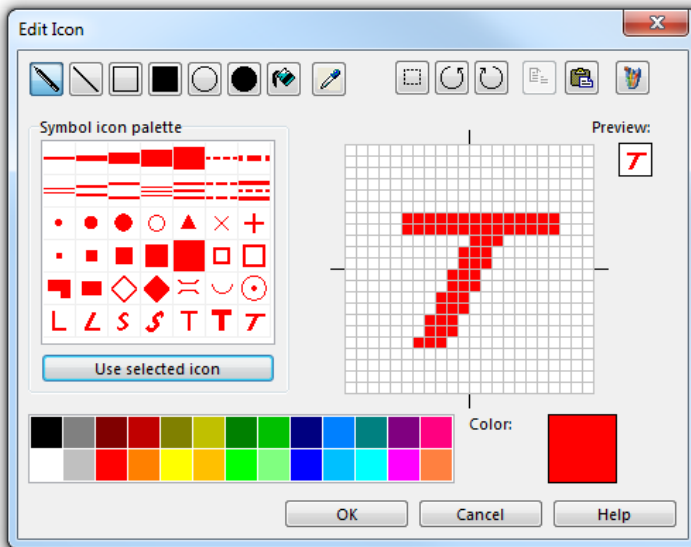 Edit Icon
Symbol icon palette
Preview:
Use selected icon
Color:
OK
Cancel
Help